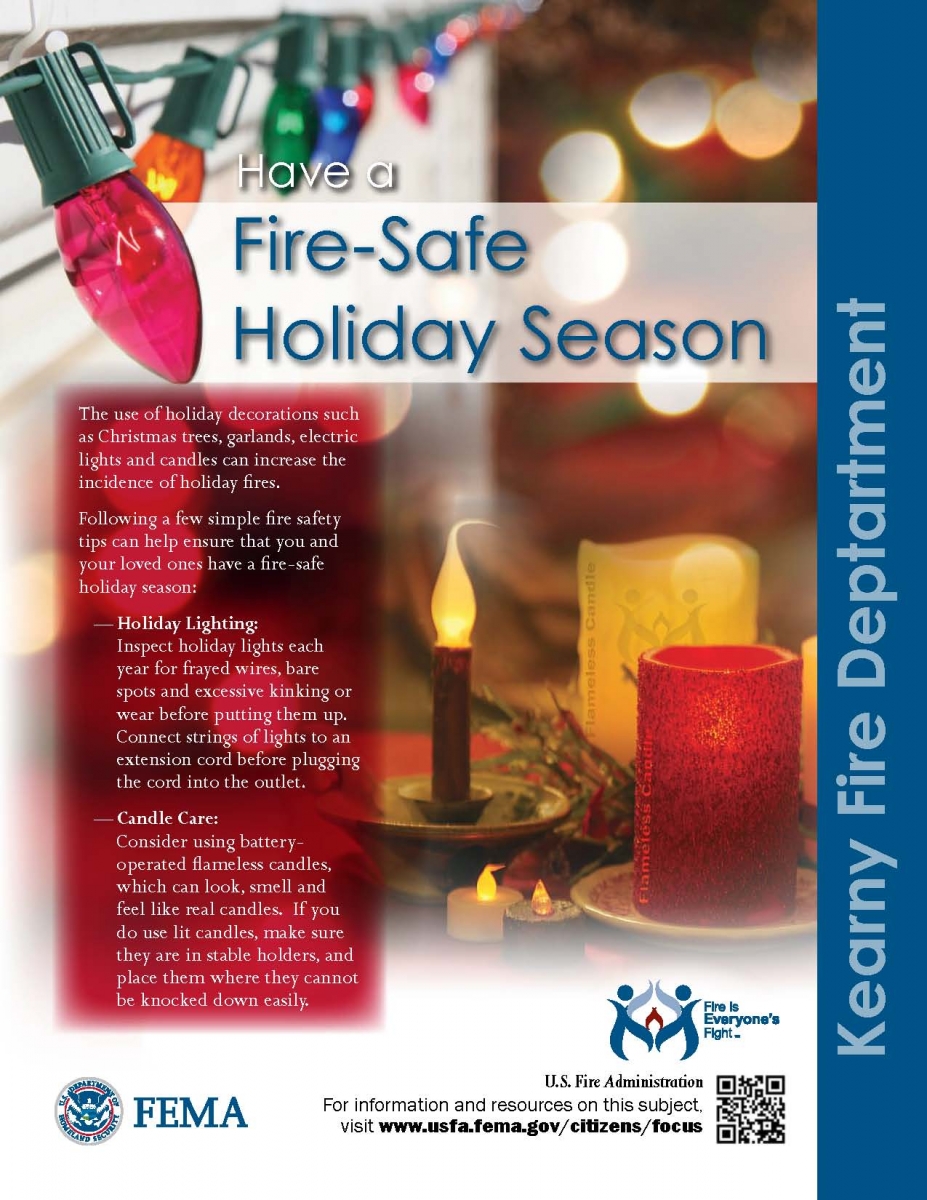 Have a
Fire-Safe
Holiday Season
The use of holiday decorations such
as Christmas trees, garlands, electric
lights and candles can increase the
incidence of holiday fires.
Following a few simple fire safety
tips can help ensure that you and
your loved ones have a fire-safe
holiday season:
— Holiday Lighting:
Inspect holiday lights each
year for frayed wires, bare
spots and excessive kinking or
wear before putting them up.
Connect strings of lights to an
extension cord before plugging
the cord into the outlet.
— Candle Care:
Consider using battery-
operated flameless candles,
which can look, smell and
feel like real candles.  If you
do use lit candles, make sure
they are in stable holders, and
place them where they cannot
be knocked down easily.
Flameless Candle
Flameless Candle
Fire is
Everyone's
Fight™
U.S. DEPARTMENT OF
HOMELAND SECURITY
FEMA
U.S. Fire Administration
For information and resources on this subject,
visit www.usfa.fema.gov/citizens/focus
Kearny Fire Deptartment